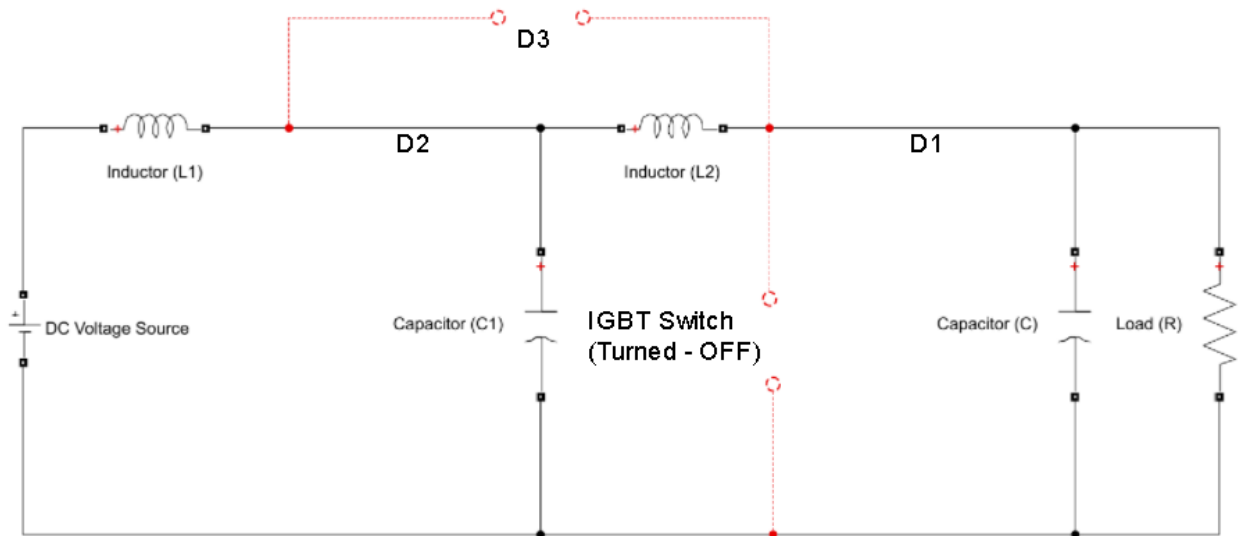 D3
D2
D1
Inductor (L1)
Inductor (L2)
DC Voltage Source
Capacitor (C1)
IGBT Switch
(Turned - OFF)
Capacitor (C)
Load (R)